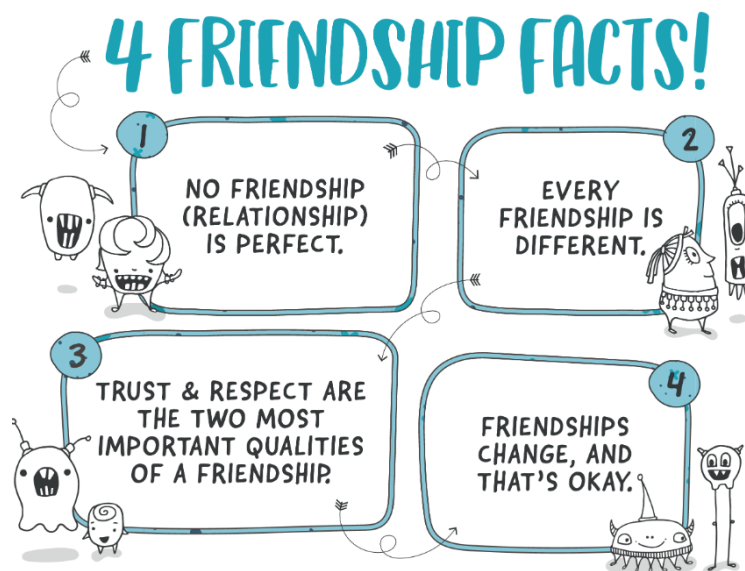 4 FRIENDSHIP FACTS!
1
NO FRIENDSHIP
(RELATIONSHIP)
IS PERFECT.
2
EVERY
FRIENDSHIP IS
DIFFERENT.
3
TRUST & RESPECT ARE
THE TWO MOST
IMPORTANT QUALITIES
OF A FRIENDSHIP.
4
FRIENDSHIPS
CHANGE, AND
THAT'S OKAY.